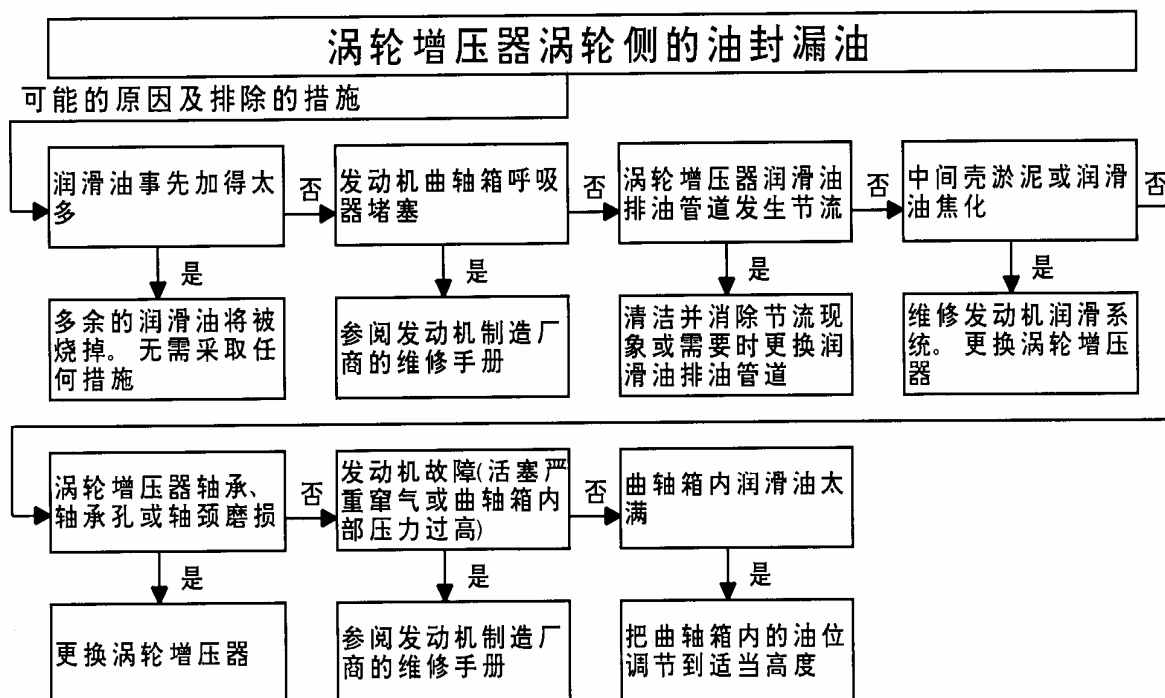 涡轮增压器涡轮侧的油封漏油
可能的原因及排除的措施
润滑油事先加得太
多
否
发动机曲轴箱呼吸
器堵塞
否
涡轮增压器润滑油
排油管道发生节流
否
中间壳淤泥或润滑
油焦化
否
是
是
是
是
多余的润滑油将被
烧掉。无需采取任
何措施
参阅发动机制造厂
商的维修手册
清洁并消除节流现
象或需要时更换润
滑油排油管道
维修发动机润滑系
统。更换涡轮增压
器
涡轮增压器轴承、
轴承孔或轴颈磨损
否
发动机故障(活塞严
重窜气或曲轴箱内
部压力过高)
否
曲轴箱内润滑油太
满
是
是
是
更换涡轮增压器
参阅发动机制造厂
商的维修手册
把曲轴箱内的油位
调节到适当高度